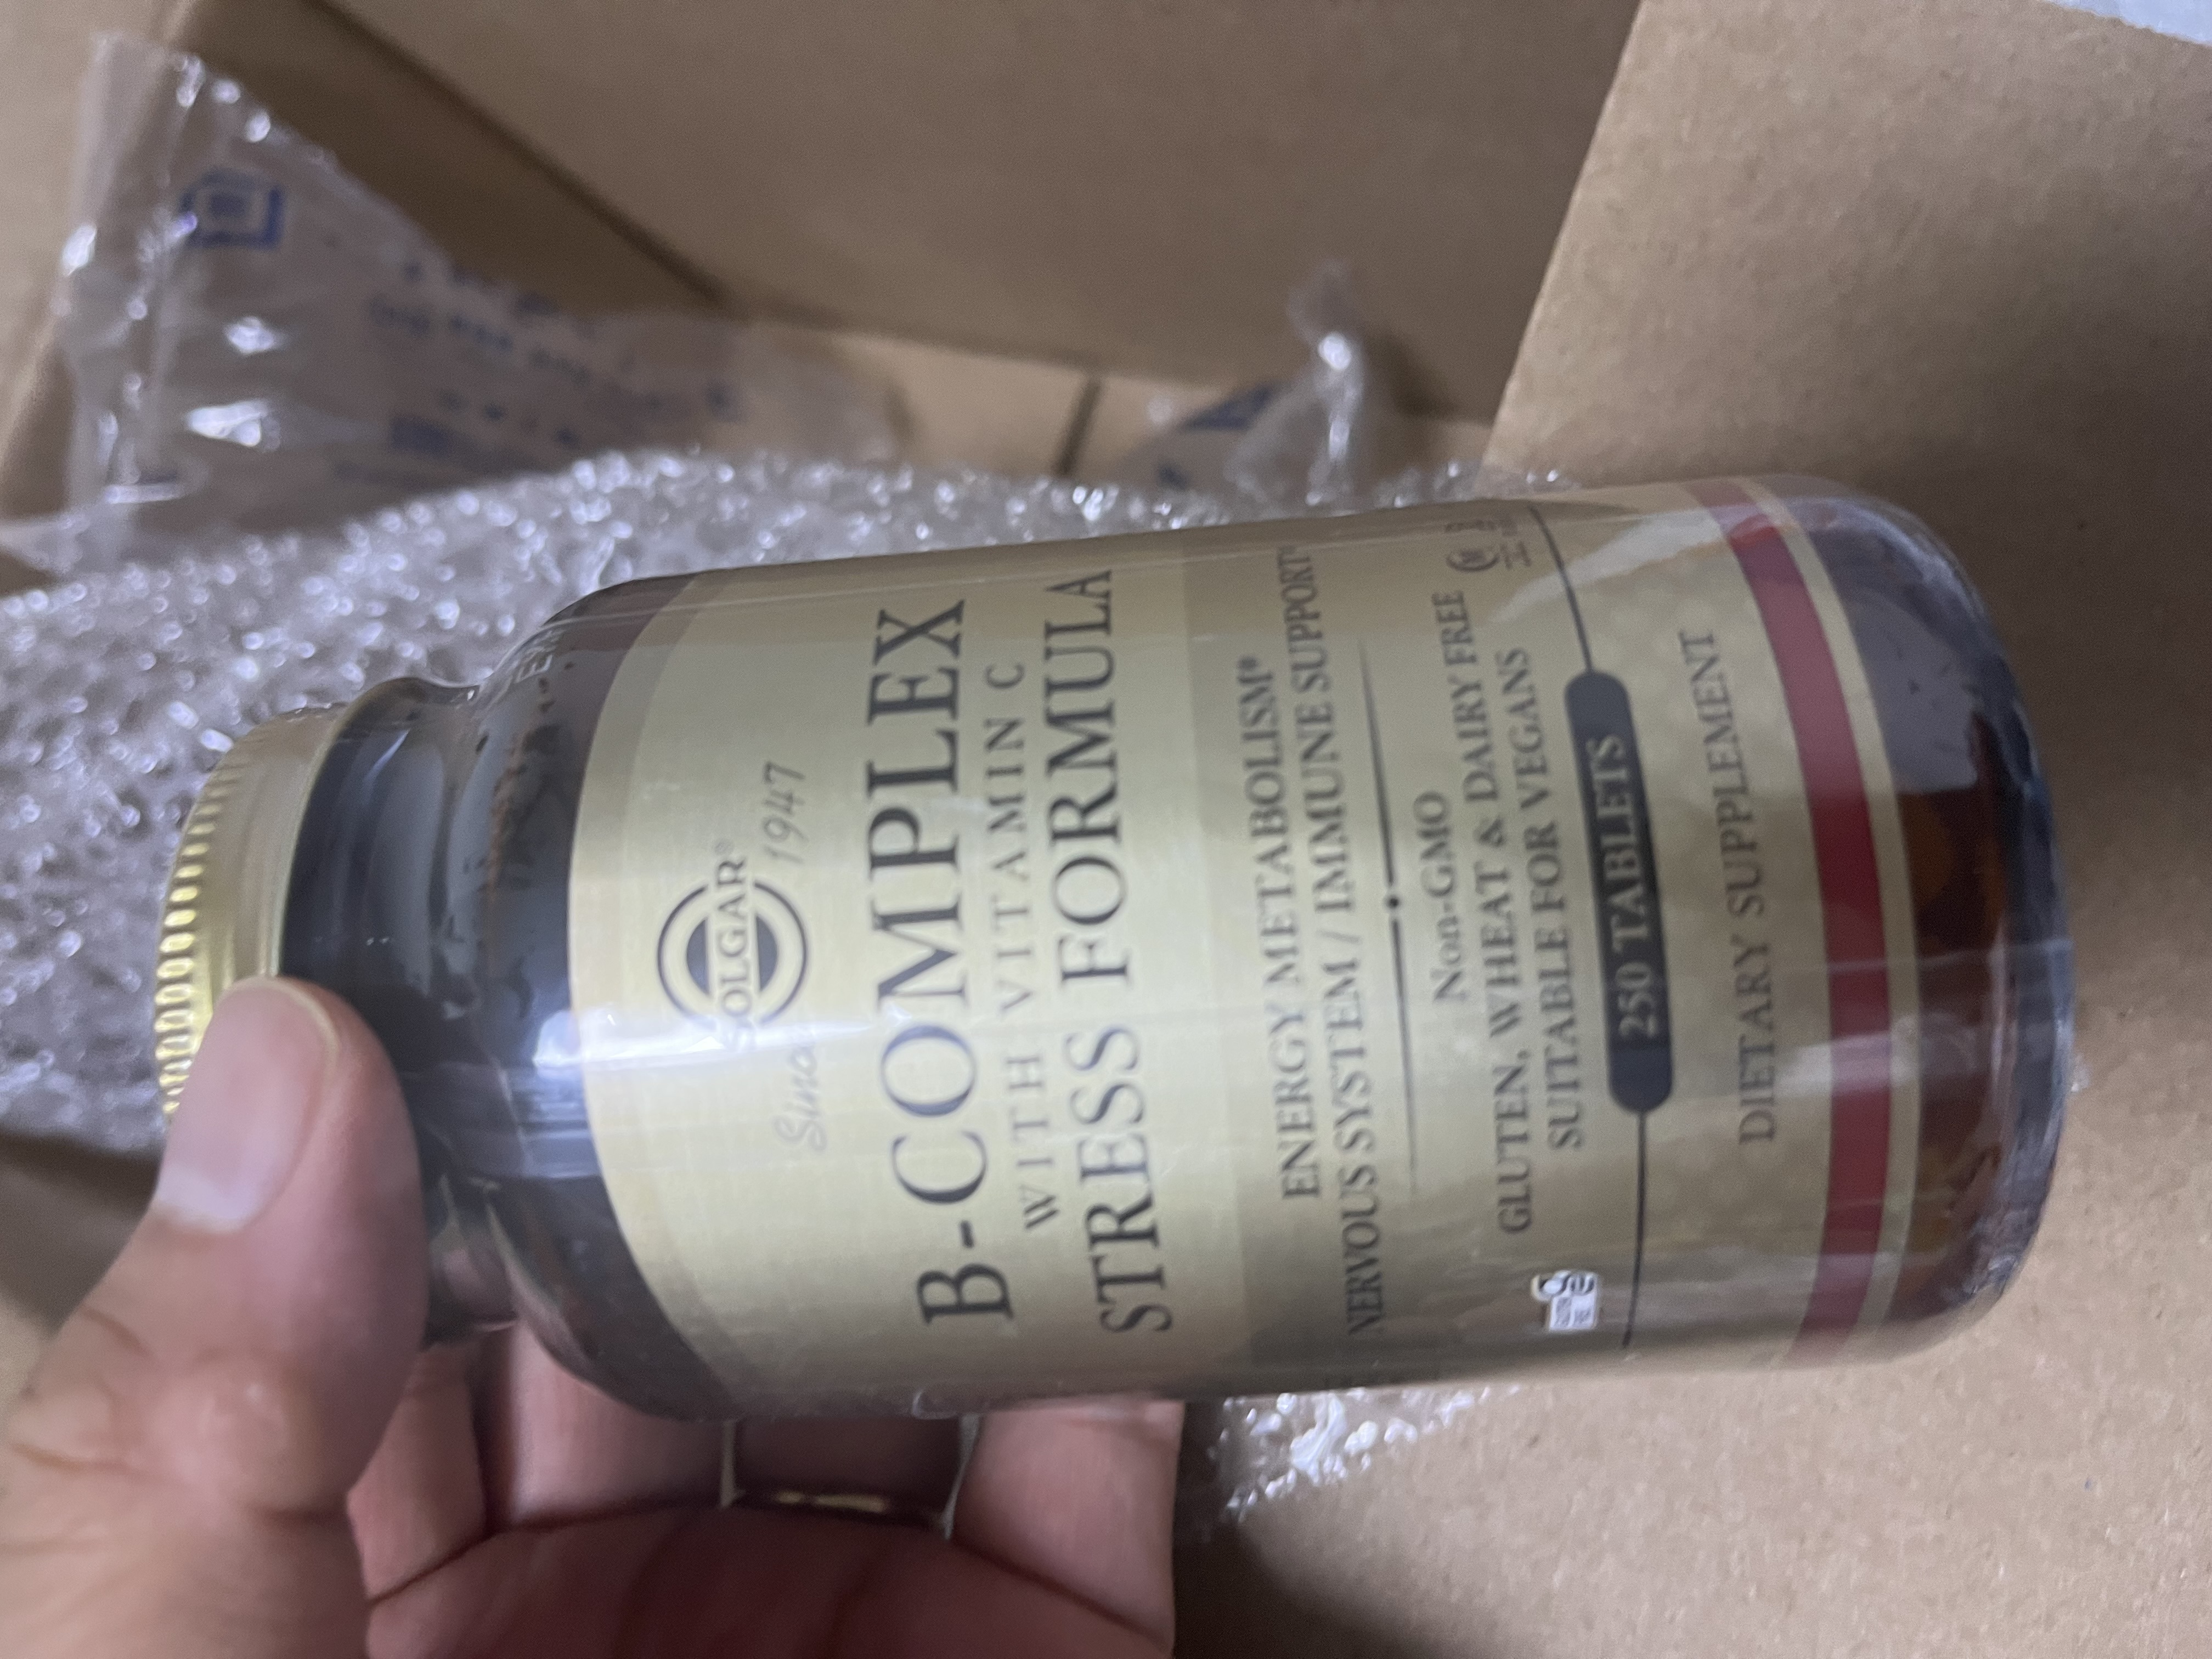 SOLGAR®
Since 1947
B-COMPLEX
WITH VITAMIN C
STRESS FORMULA
ENERGY METABOLISM*
NERVOUS SYSTEM / IMMUNE SUPPORT*
Non-GMO
GLUTEN, WHEAT & DAIRY FREE
SUITABLE FOR VEGANS
250 TABLETS
DIETARY SUPPLEMENT